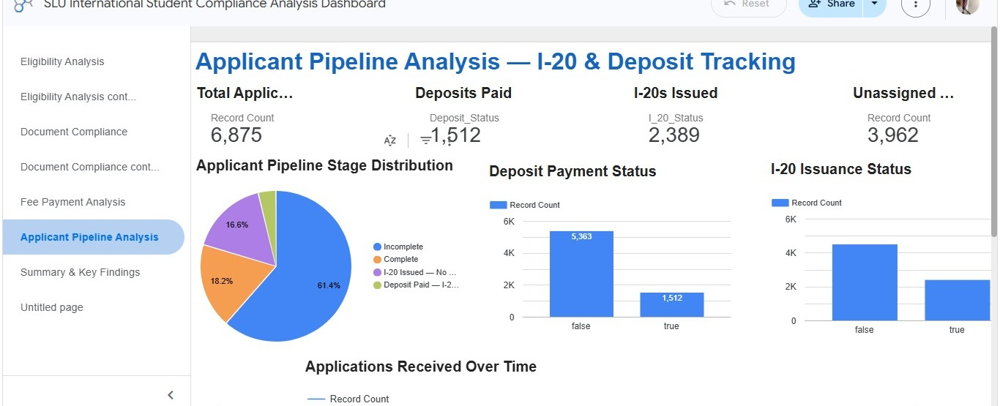 SLU International Student Compliance Analysis Dashboard
Reset
Share
Eligibility Analysis
Eligibility Analysis cont...
Document Compliance
Document Compliance cont...
Fee Payment Analysis
Applicant Pipeline Analysis
Summary & Key Findings
Untitled page
Applicant Pipeline Analysis — I-20 & Deposit Tracking
Total Applic...
Record Count
6,875
Deposits Paid
Deposit_Status
1,512
I-20s Issued
I_20_Status
2,389
Unassigned ...
Record Count
3,962
AZ
Applicant Pipeline Stage Distribution
16.6%
18.2%
61.4%
Incomplete
Complete
I-20 Issued — No ...
Deposit Paid — I-2...
Deposit Payment Status
Record Count
6K
4K
2K
0
5,363
1,512
false
true
I-20 Issuance Status
Record Count
6K
4K
2K
0
false
true
Applications Received Over Time
Record Count